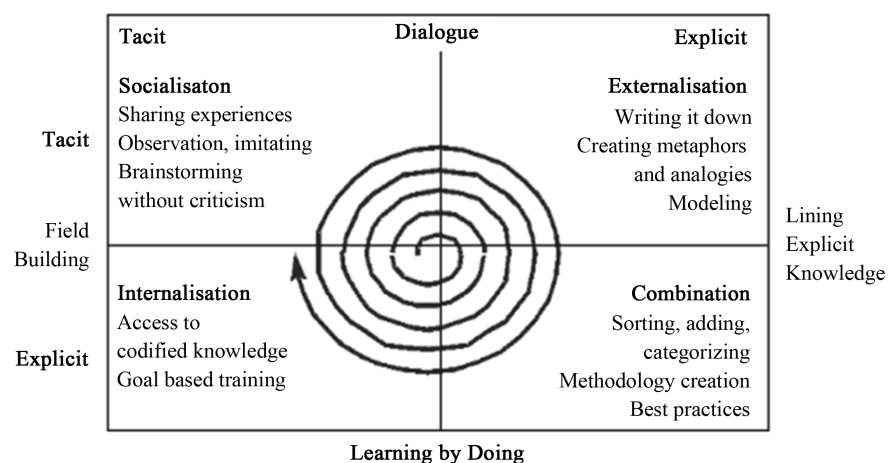 Tacit
Dialogue
Explicit
Socialisaton
Sharing experiences
Observation, imitating
Brainstorming
without criticism
Externalisation
Writing it down
Creating metaphors
and analogies
Modeling
Tacit
Field
Building
Lining
Explicit
Knowledge
Internalisation
Access to
codified knowledge
Goal based training
Combination
Sorting, adding,
categorizing
Methodology creation
Best practices
Explicit
Learning by Doing